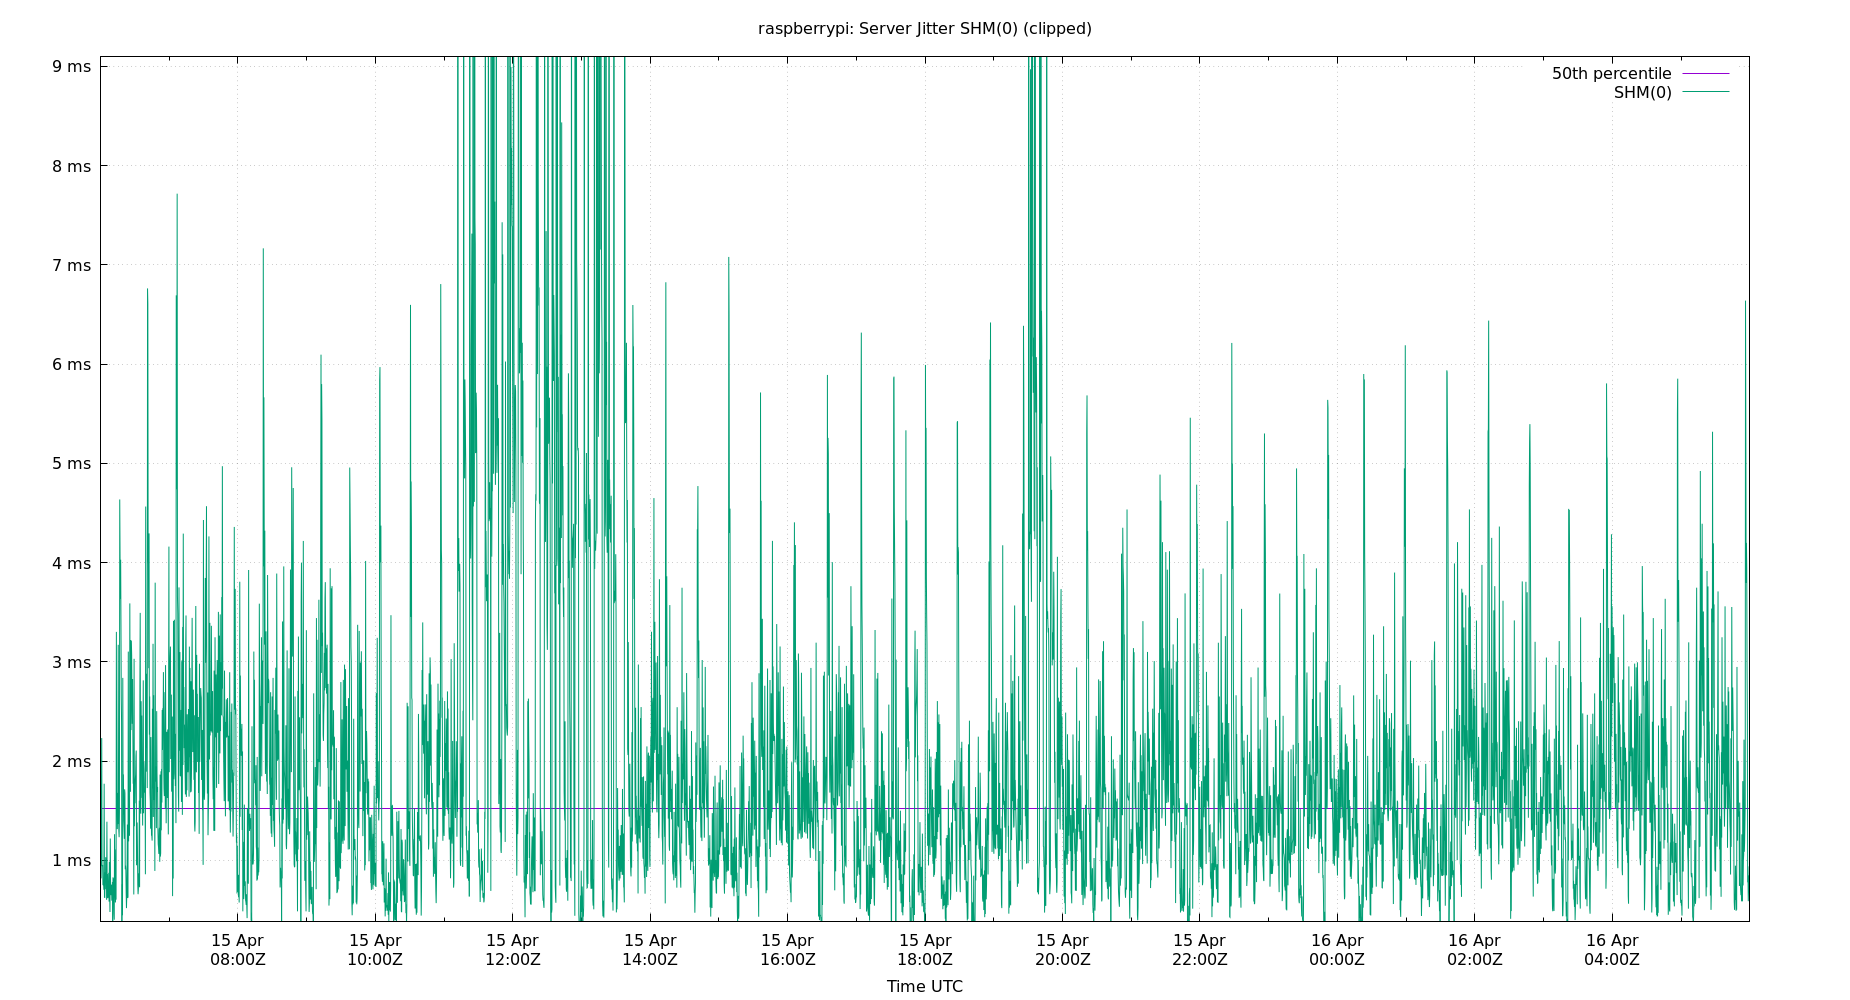 raspberrypi: Server Jitter SHM(0) (clipped)
9 ms
8 ms
7 ms
6 ms
5 ms
4 ms
3 ms
2 ms
1 ms
50th percentile
SHM(0)
15 Apr 08:00Z
15 Apr 10:00Z
15 Apr 12:00Z
15 Apr 14:00Z
15 Apr 16:00Z
15 Apr 18:00Z
15 Apr 20:00Z
15 Apr 22:00Z
16 Apr 00:00Z
16 Apr 02:00Z
16 Apr 04:00Z
Time UTC